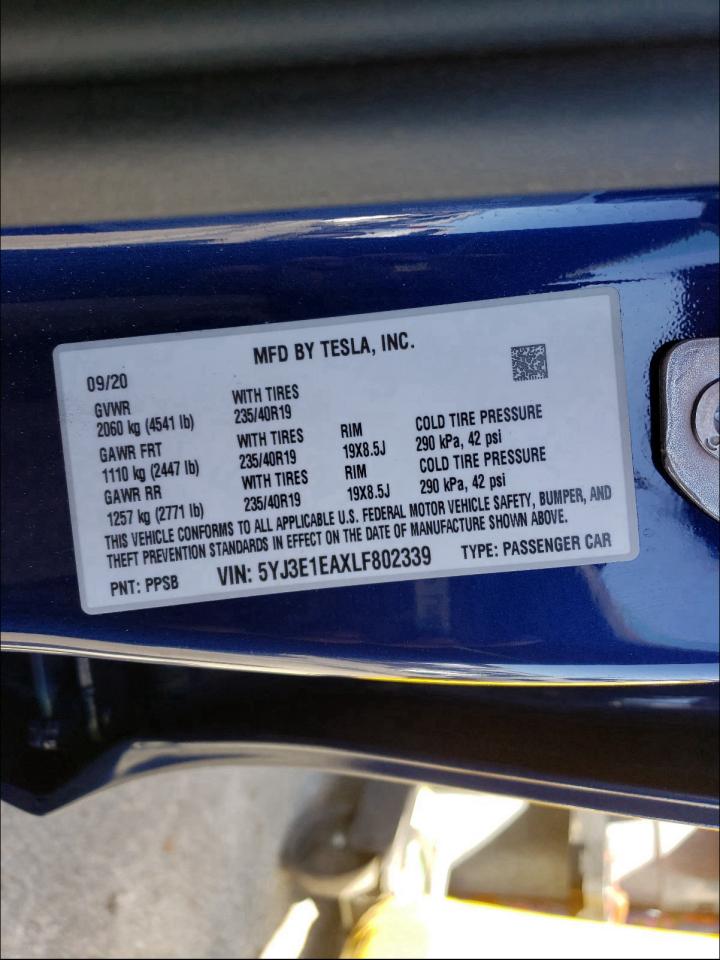 MFD BY TESLA, INC.
09/20
GVWR WITH TIRES
2060 kg (4541 lb) 235/40R19
GAWR FRT WITH TIRES RIM COLD TIRE PRESSURE
1110 kg (2447 lb) 235/40R19 19X8.5J 290 kPa, 42 psi
GAWR RR WITH TIRES RIM COLD TIRE PRESSURE
1257 kg (2771 lb) 235/40R19 19X8.5J 290 kPa, 42 psi
THIS VEHICLE CONFORMS TO ALL APPLICABLE U.S. FEDERAL MOTOR VEHICLE SAFETY, BUMPER, AND
THEFT PREVENTION STANDARDS IN EFFECT ON THE DATE OF MANUFACTURE SHOWN ABOVE.
PNT: PPSB VIN: 5YJ3E1EAXLF802339 TYPE: PASSENGER CAR